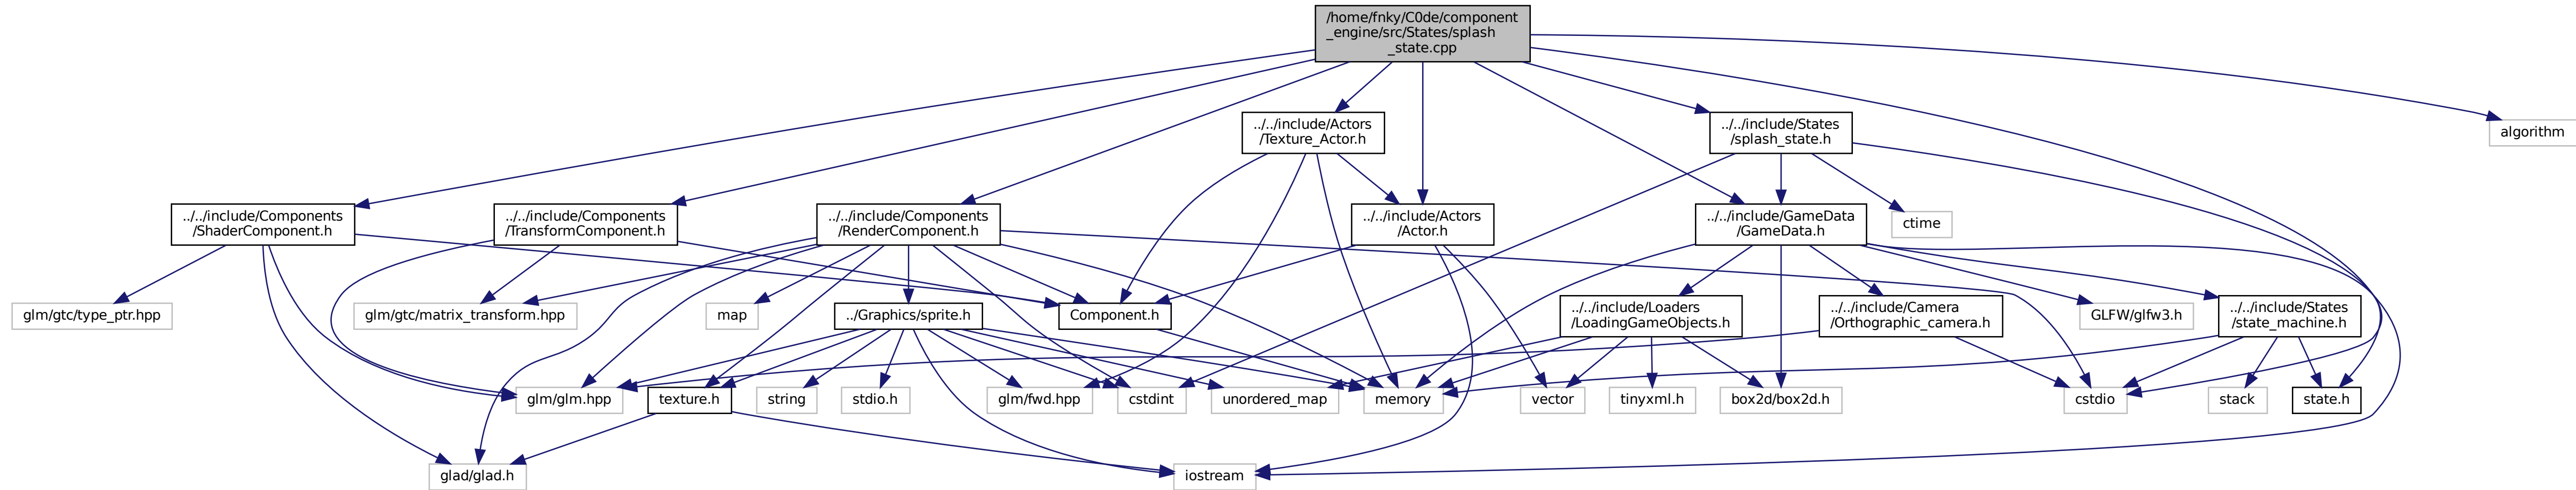 /home/fnky/C0de/component
_engine/src/States/splash
_state.cpp
../../include/Actors
/Texture_Actor.h
../../include/States
/splash_state.h
algorithm
../../include/Components
/ShaderComponent.h
../../include/Components
/TransformComponent.h
../../include/Components
/RenderComponent.h
../../include/Actors
/Actor.h
../../include/GameData
/GameData.h
ctime
glm/gtc/type_ptr.hpp
glm/gtc/matrix_transform.hpp
map
../Graphics/sprite.h
Component.h
../../include/Loaders
/LoadingGameObjects.h
../../include/Camera
/Orthographic_camera.h
GLFW/glfw3.h
../../include/States
/state_machine.h
glm/glm.hpp
texture.h
string
stdio.h
glm/fwd.hpp
cstdint
unordered_map
memory
vector
tinyxml.h
box2d/box2d.h
cstdio
stack
state.h
glad/glad.h
iostream